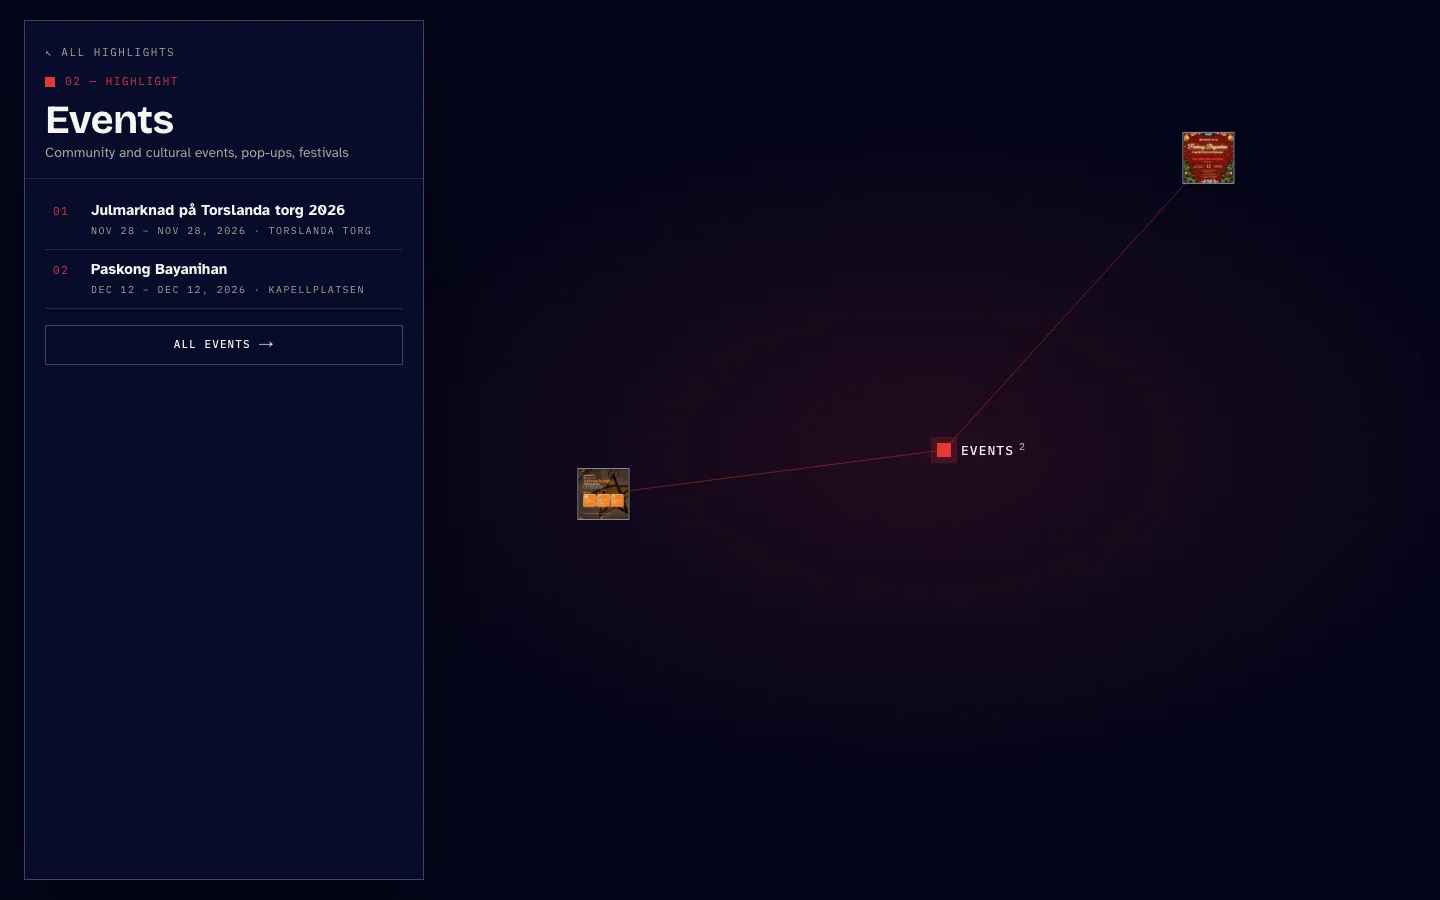 ↖ ALL HIGHLIGHTS
02 — HIGHLIGHT
Events
Community and cultural events, pop-ups, festivals
01
Julmarknad på Torslanda torg 2026
NOV 28 – NOV 28, 2026 · TORSLANDA TORG
02
Paskong Bayanihan
DEC 12 – DEC 12, 2026 · KAPELLPLATSEN
ALL EVENTS →
Paskong Bayanihan
EVENTS 2